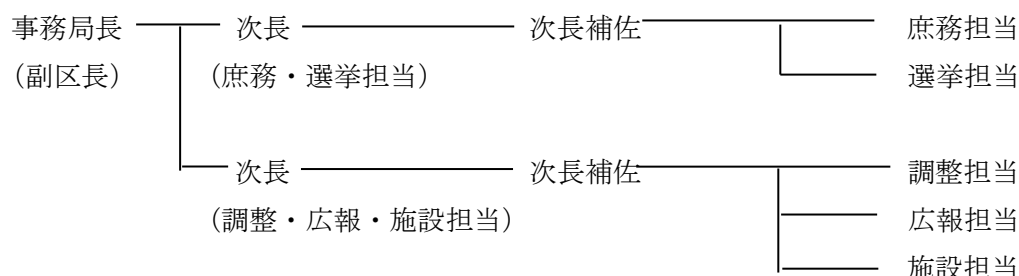 事務局長 次長 次長補佐 庶務担当
(副区長) (庶務・選挙担当) 選挙担当
次長 次長補佐 調整担当
(調整・広報・施設担当) 広報担当
施設担当